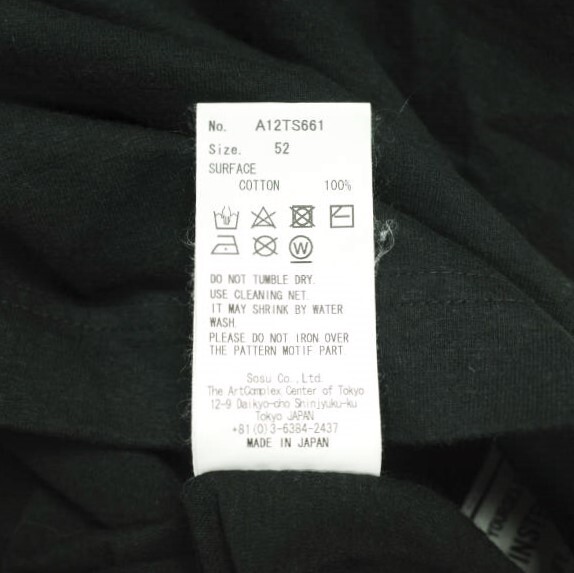 No. A12TS661
Size. 52
SURFACE
COTTON 100%
W
DO NOT TUMBLE DRY.
USE CLEANING NET.
IT MAY SHRINK BY WATER
WASH.
PLEASE DO NOT IRON OVER
THE PATTERN MOTIF PART.
Sosu Co.,Ltd.
The ArtComplex Center of Tokyo
12-9 Daikyo-cho Shinjyuku-ku
Tokyo JAPAN
+81(0)3-6384-2437
MADE IN JAPAN